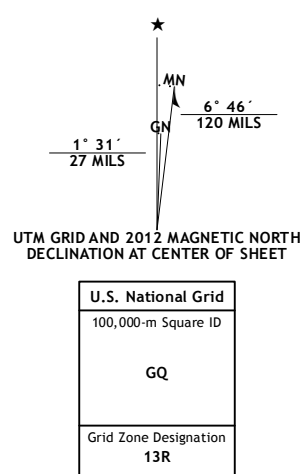 ★
MN
GN
6° 46´
120 MILS
1° 31´
27 MILS
UTM GRID AND 2012 MAGNETIC NORTH
DECLINATION AT CENTER OF SHEET
U.S. National Grid
100,000-m Square ID
GQ
Grid Zone Designation
13R